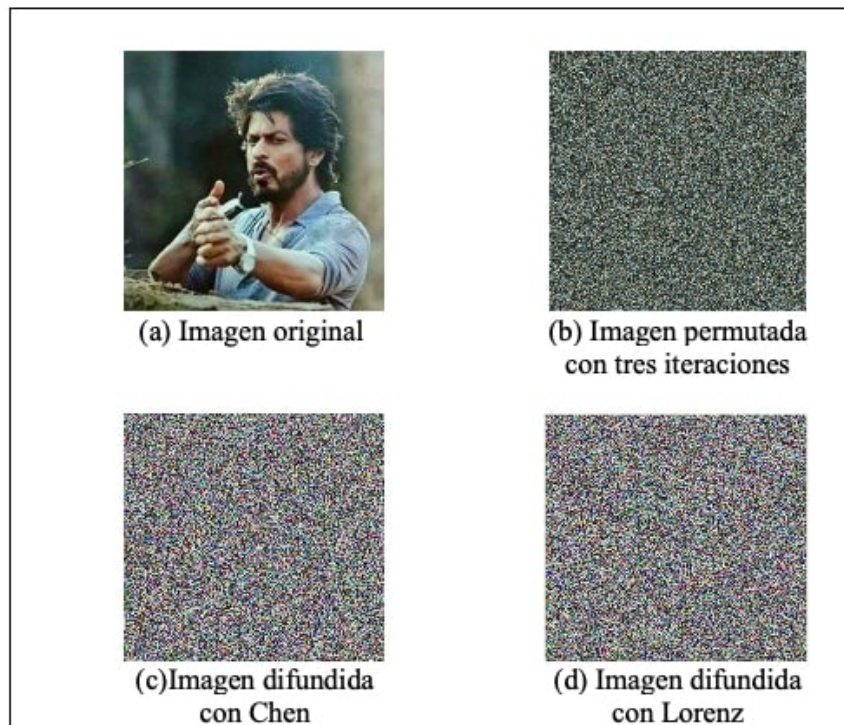 (a) Imagen original
(b) Imagen permutada
con tres iteraciones
(c)Imagen difundida
con Chen
(d) Imagen difundida
con Lorenz